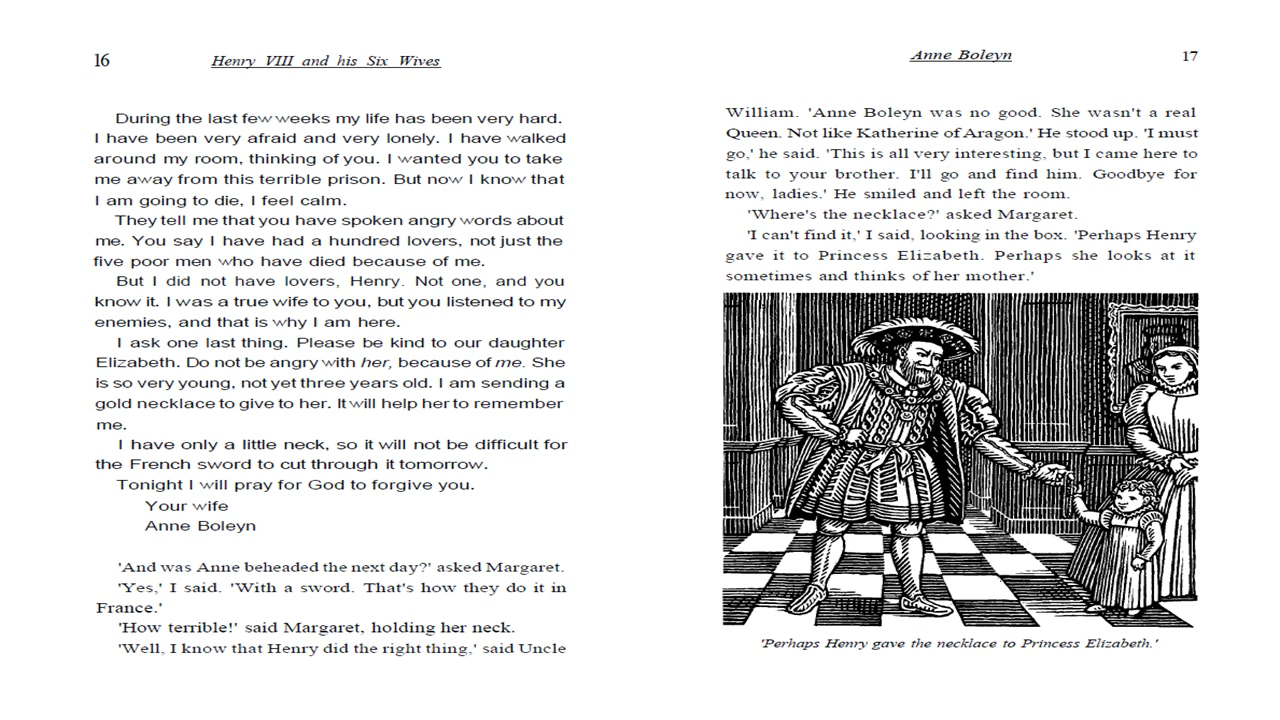 16
Henry VIII and his Six Wives
During the last few weeks my life has been very hard.
I have been very afraid and very lonely. I have walked
around my room, thinking of you. I wanted you to take
me away from this terrible prison. But now I know that
I am going to die, I feel calm.
They tell me that you have spoken angry words about
me. You say I have had a hundred lovers, not just the
five poor men who have died because of me.
But I did not have lovers, Henry. Not one, and you
know it. I was a true wife to you, but you listened to my
enemies, and that is why I am here.
I ask one last thing. Please be kind to our daughter
Elizabeth. Do not be angry with her, because of me. She
is so very young, not yet three years old. I am sending a
gold necklace to give to her. It will help her to remember
me.
I have only a little neck, so it will not be difficult for
the French sword to cut through it tomorrow.
Tonight I will pray for God to forgive you.
Your wife
Anne Boleyn
'And was Anne beheaded the next day?' asked Margaret.
'Yes,' I said. 'With a sword. That's how they do it in
France.'
'How terrible!' said Margaret, holding her neck.
'Well, I know that Henry did the right thing,' said Uncle
Anne Boleyn
17
William. 'Anne Boleyn was no good. She wasn't a real
Queen. Not like Katherine of Aragon.' He stood up. 'I must
go,' he said. 'This is all very interesting, but I came here to
talk to your brother. I'll go and find him. Goodbye for
now, ladies.' He smiled and left the room.
'Where's the necklace?' asked Margaret.
'I can't find it,' I said, looking in the box. 'Perhaps Henry
gave it to Princess Elizabeth. Perhaps she looks at it
sometimes and thinks of her mother.'
'Perhaps Henry gave the necklace to Princess Elizabeth.'